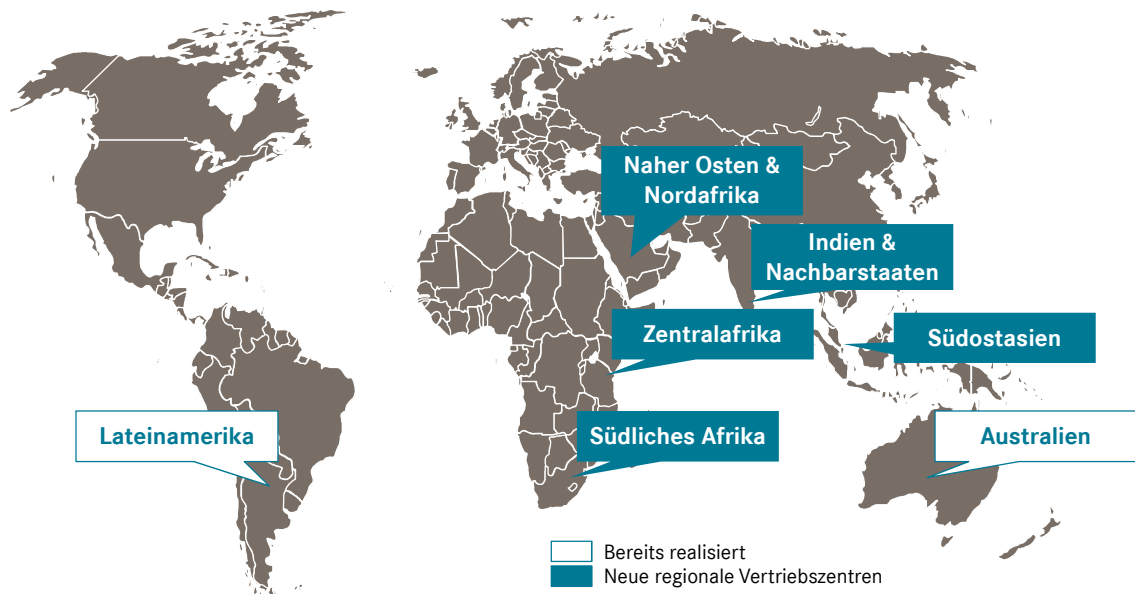 Naher Osten &
Nordafrika
Indien &
Nachbarstaaten
Zentralafrika
Südostasien
Lateinamerika
Südliches Afrika
Australien
Bereits realisiert
Neue regionale Vertriebszentren